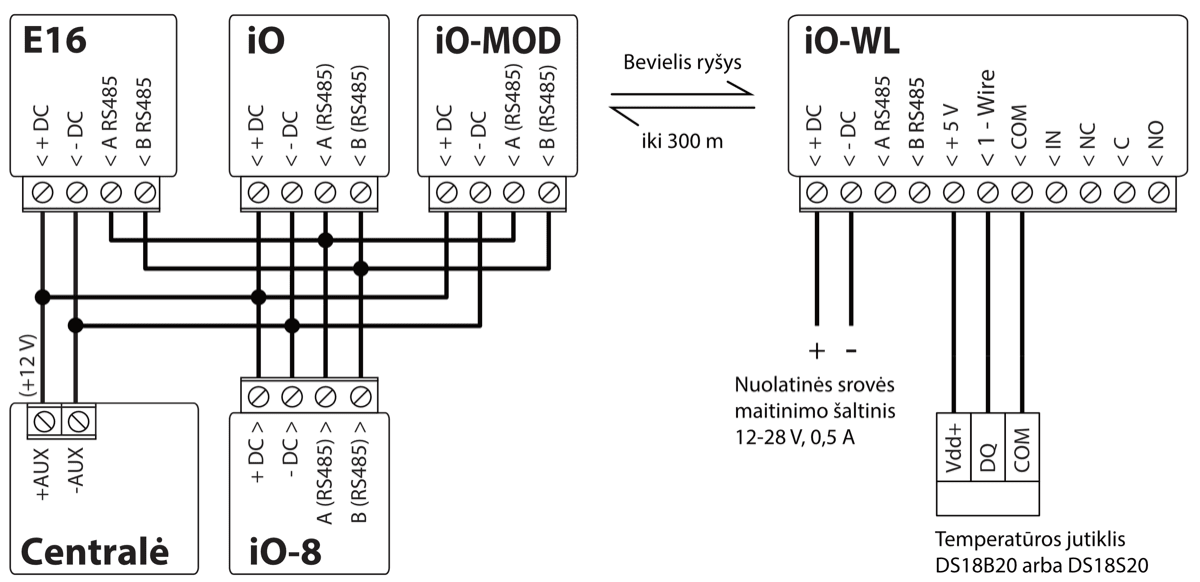 E16
< + DC
< - DC
< A RS485
< B RS485
iO
< + DC
< - DC
< A (RS485)
< B (RS485)
iO-MOD
< + DC
< - DC
< A (RS485)
< B (RS485)
Bevielis ryšys
iki 300 m
iO-WL
< + DC
< - DC
< A RS485
< B RS485
< + 5 V
< 1 - Wire
< COM
< IN
< NC
< C
< NO
(+12 V)
+AUX
-AUX
Centralė
+ DC >
- DC >
A (RS485) >
B (RS485) >
iO-8
+ -
Nuolatinės srovės
maitinimo šaltinis
12-28 V, 0,5 A
Vdd+
DQ
COM
Temperatūros jutiklis
DS18B20 arba DS18S20